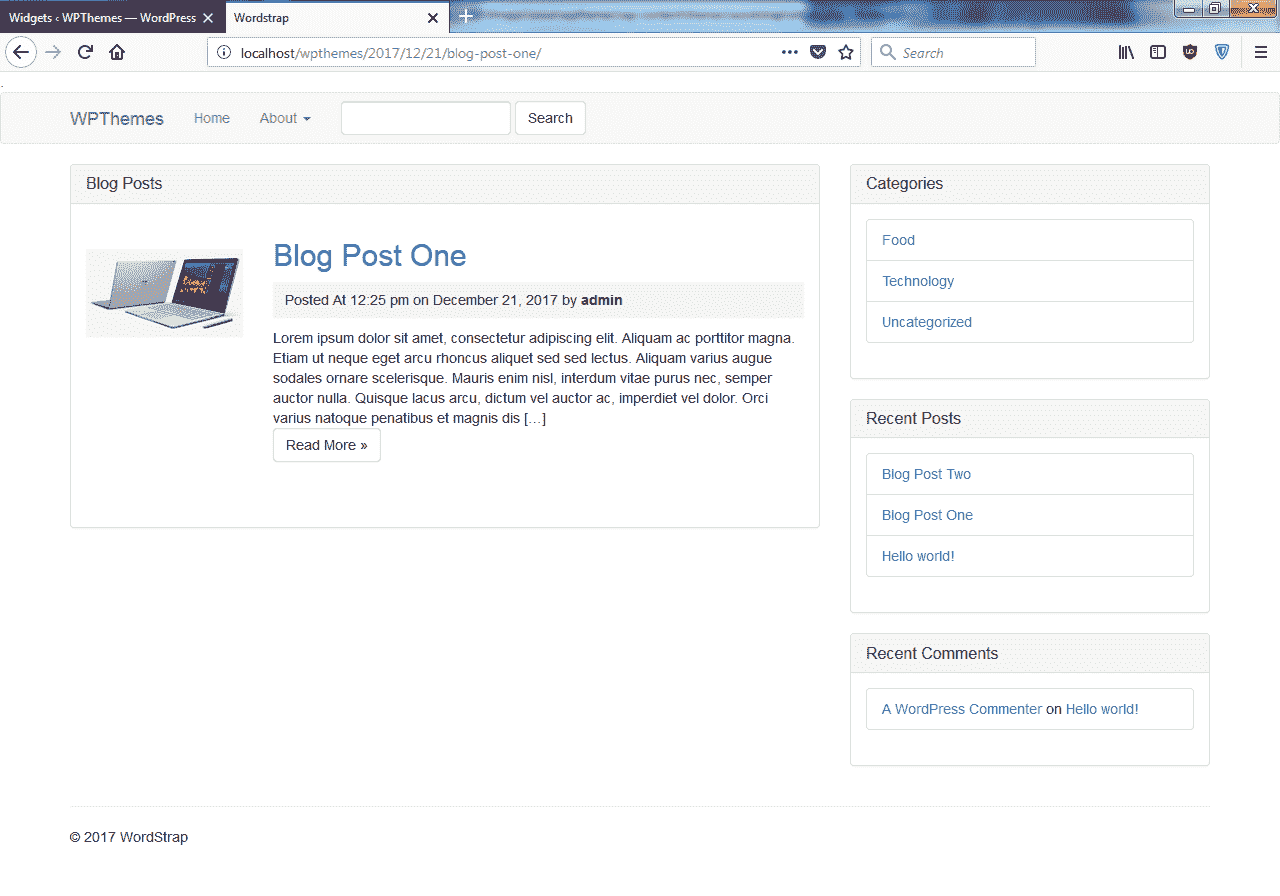 Widgets ‹ WPThemes — WordPress
Wordstrap
localhost/wpthemes/2017/12/21/blog-post-one/
Search
WPThemes
Home
About
Search
Blog Posts
Blog Post One
Posted At 12:25 pm on December 21, 2017 by admin
Lorem ipsum dolor sit amet, consectetur adipiscing elit. Aliquam ac porttitor magna.
Etiam ut neque eget arcu rhoncus aliquet sed sed lectus. Aliquam varius augue
sodales ornare scelerisque. Mauris enim nisl, interdum vitae purus nec, semper
auctor nulla. Quisque lacus arcu, dictum vel auctor ac, imperdiet vel dolor. Orci
varius natoque penatibus et magnis dis […]
Read More »
Categories
Food
Technology
Uncategorized
Recent Posts
Blog Post Two
Blog Post One
Hello world!
Recent Comments
A WordPress Commenter on Hello world!
© 2017 WordStrap